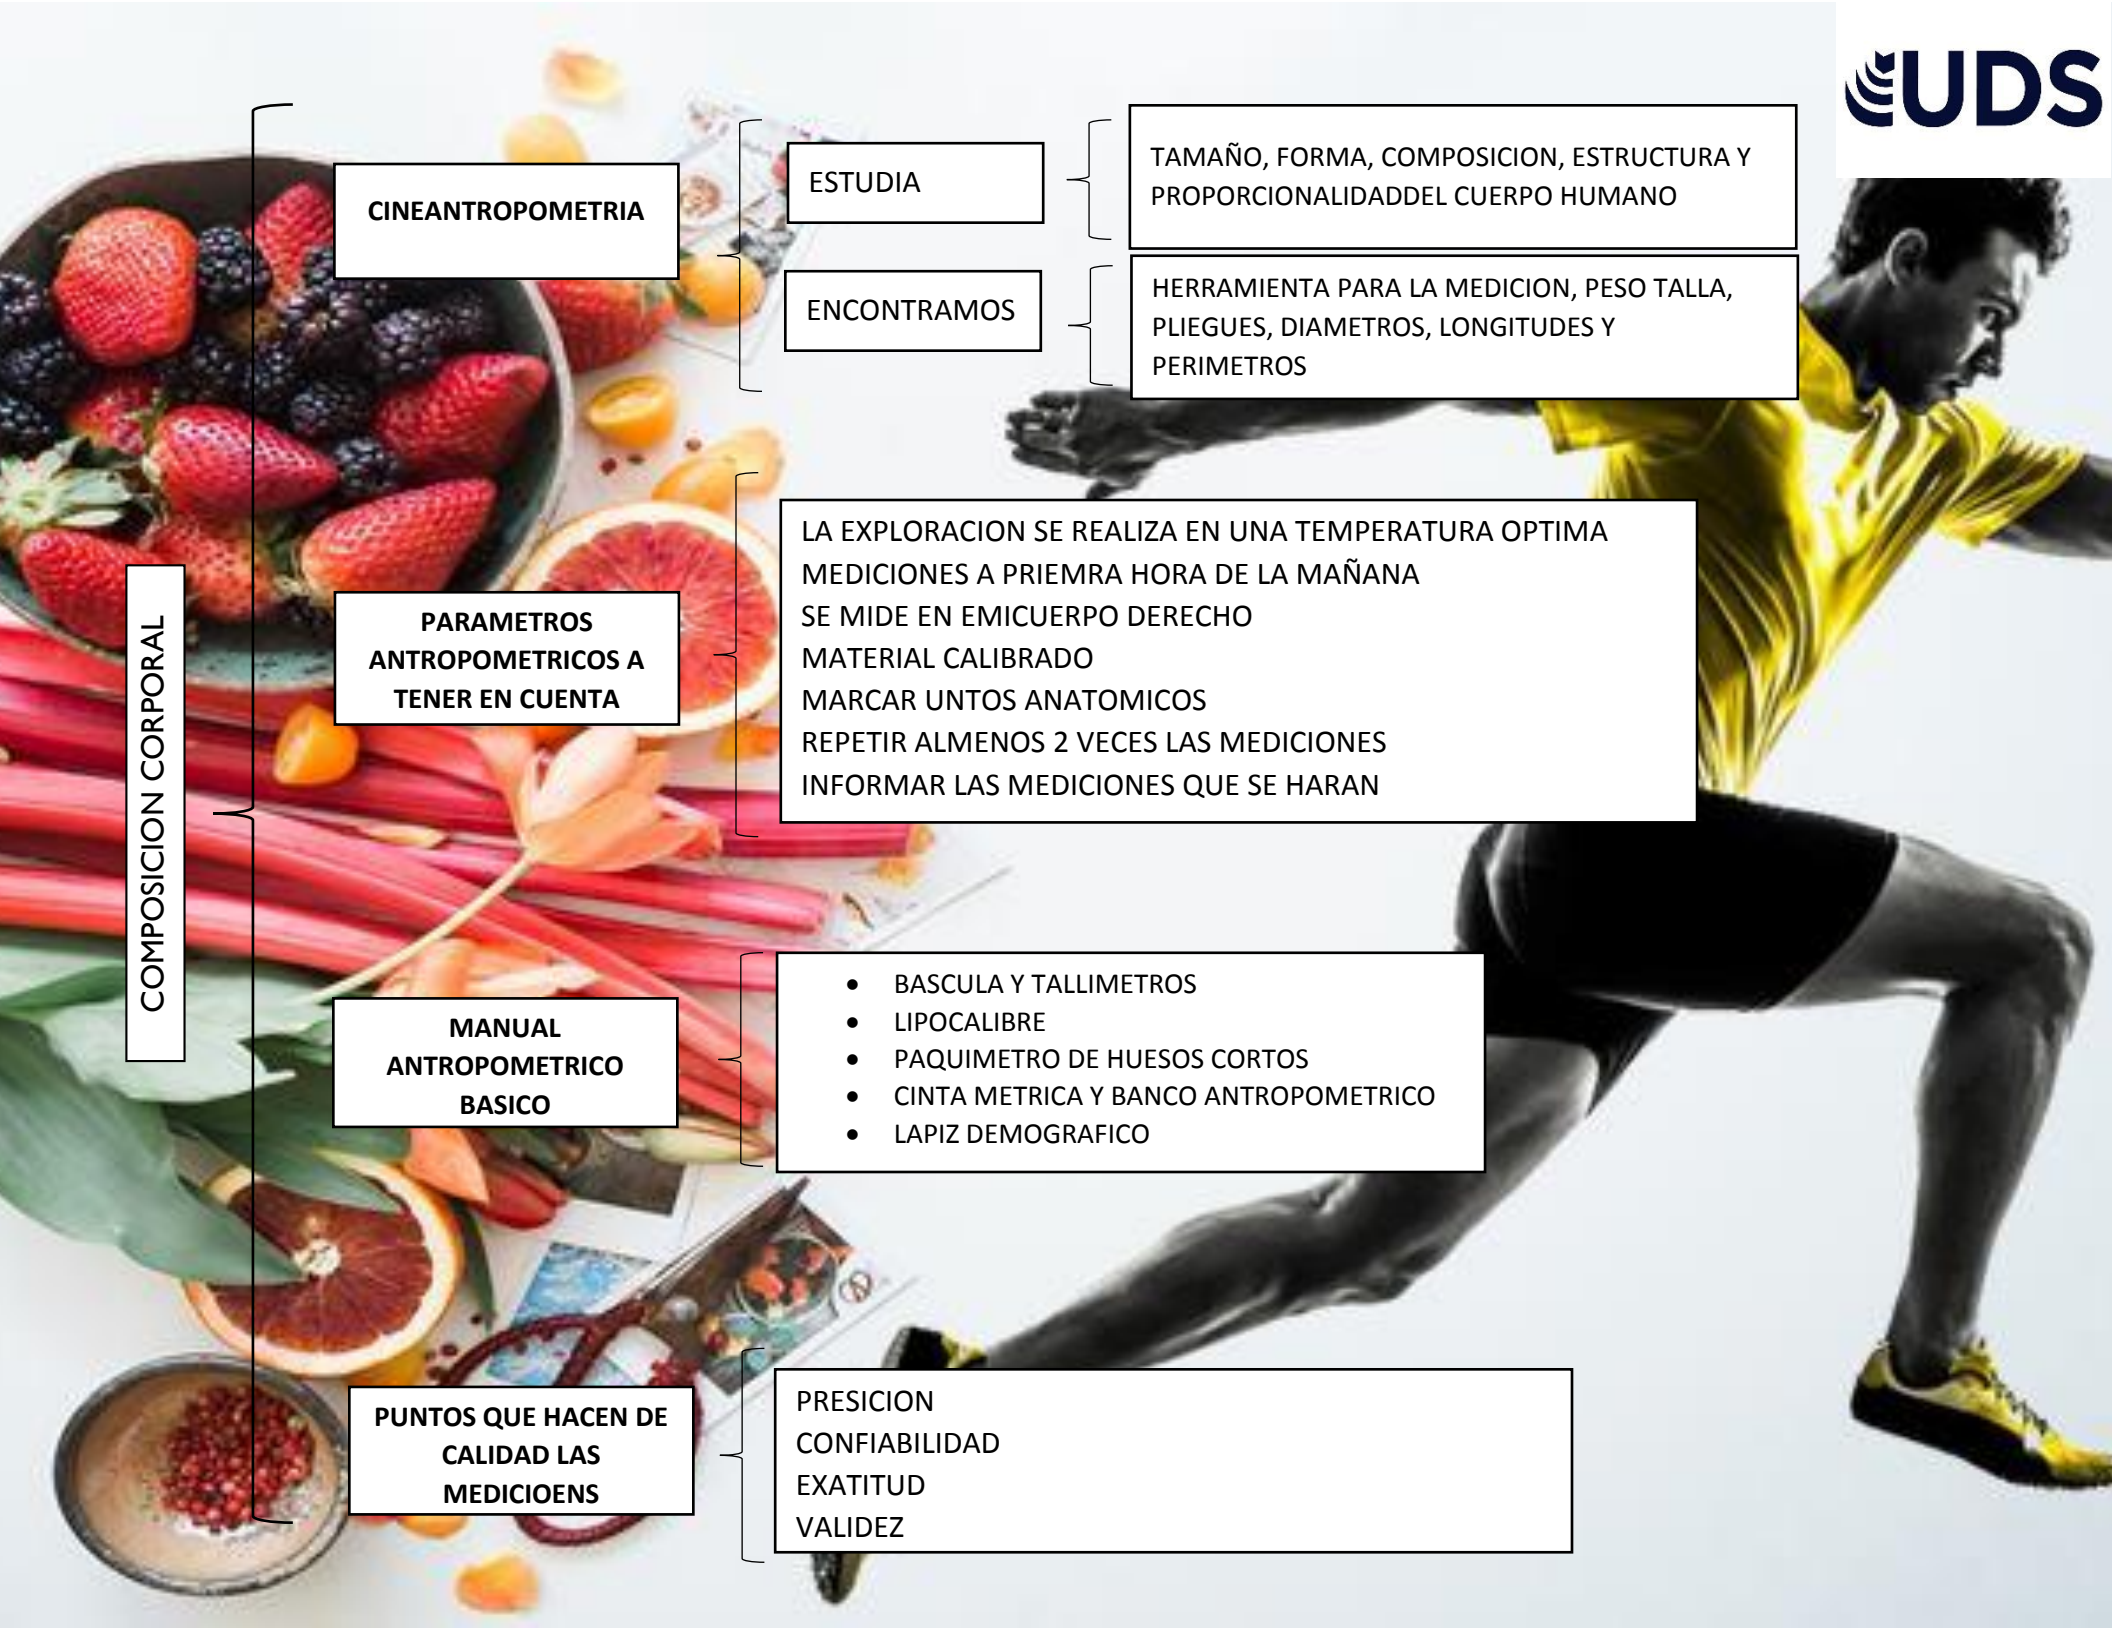 UDS
COMPOSICION CORPORAL
CINEANTROPOMETRIA
ESTUDIA
TAMAÑO, FORMA, COMPOSICION, ESTRUCTURA Y
PROPORCIONALIDADDEL CUERPO HUMANO
ENCONTRAMOS
HERRAMIENTA PARA LA MEDICION, PESO TALLA,
PLIEGUES, DIAMETROS, LONGITUDES Y
PERIMETROS
PARAMETROS
ANTROPOMETRICOS A
TENER EN CUENTA
LA EXPLORACION SE REALIZA EN UNA TEMPERATURA OPTIMA
MEDICIONES A PRIEMRA HORA DE LA MAÑANA
SE MIDE EN EMICUERPO DERECHO
MATERIAL CALIBRADO
MARCAR UNTOS ANATOMICOS
REPETIR ALMENOS 2 VECES LAS MEDICIONES
INFORMAR LAS MEDICIONES QUE SE HARAN
MANUAL
ANTROPOMETRICO
BASICO
• BASCULA Y TALLIMETROS
• LIPOCALIBRE
• PAQUIMETRO DE HUESOS CORTOS
• CINTA METRICA Y BANCO ANTROPOMETRICO
• LAPIZ DEMOGRAFICO
PUNTOS QUE HACEN DE
CALIDAD LAS
MEDICIOENS
PRESICION
CONFIABILIDAD
EXATITUD
VALIDEZ